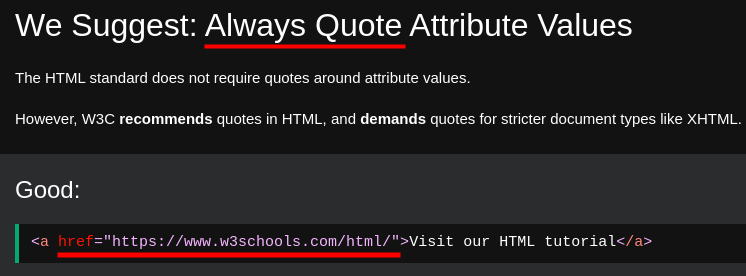 We Suggest: Always Quote Attribute Values
The HTML standard does not require quotes around attribute values.
However, W3C recommends quotes in HTML, and demands quotes for stricter document types like XHTML.
Good:
<a href="https://www.w3schools.com/html/">Visit our HTML tutorial</a>